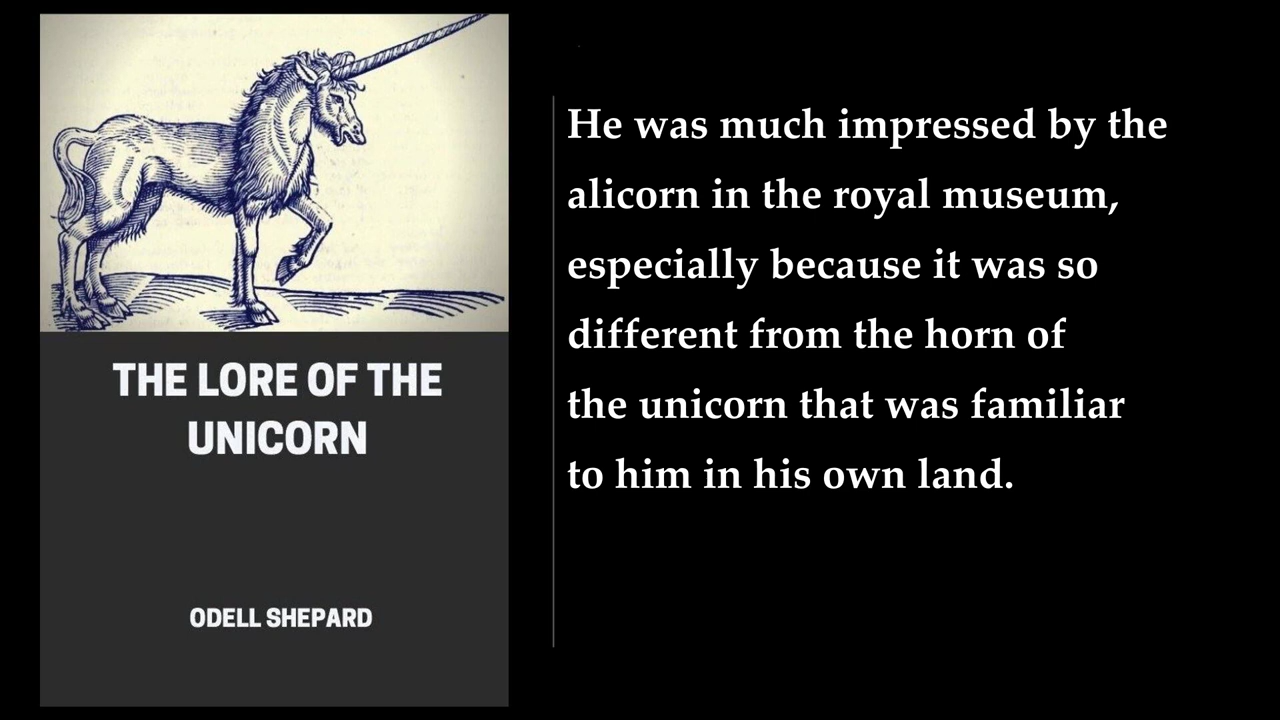 THE LORE OF THE
UNICORN
ODELL SHEPARD
He was much impressed by the
alicorn in the royal museum,
especially because it was so
different from the horn of
the unicorn that was familiar
to him in his own land.